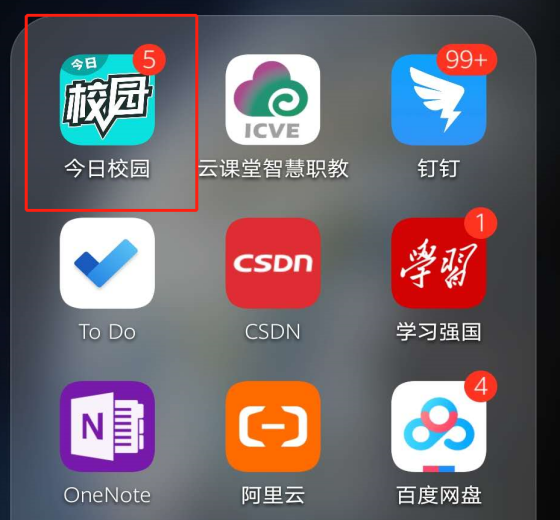 今日
校园
5
ICVE
99+
今日校园
云课堂智慧职教
钉钉
CSDN
学习
1
To Do
CSDN
学习强国
N
4
OneNote
阿里云
百度网盘